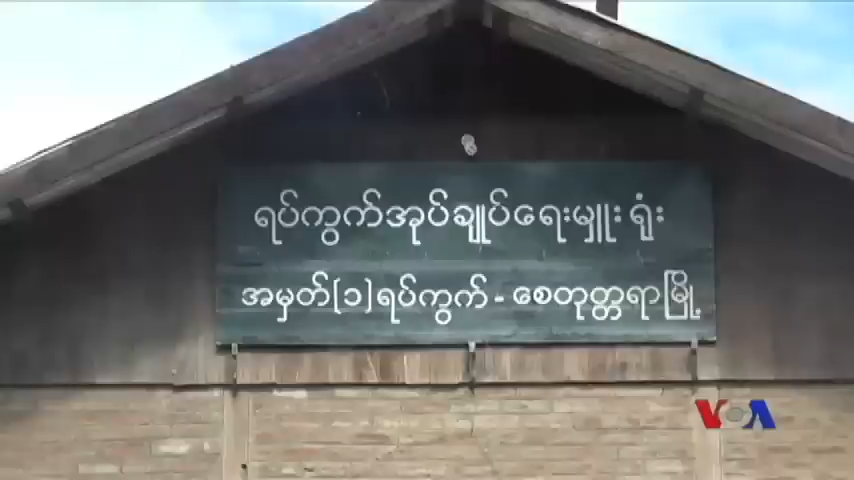 ရပ်ကွက်အုပ်ချုပ်ရေးမှူး ရုံး
အမှတ်(၁)ရပ်ကွက် - စေတုတ္တရာမြို့
VOA